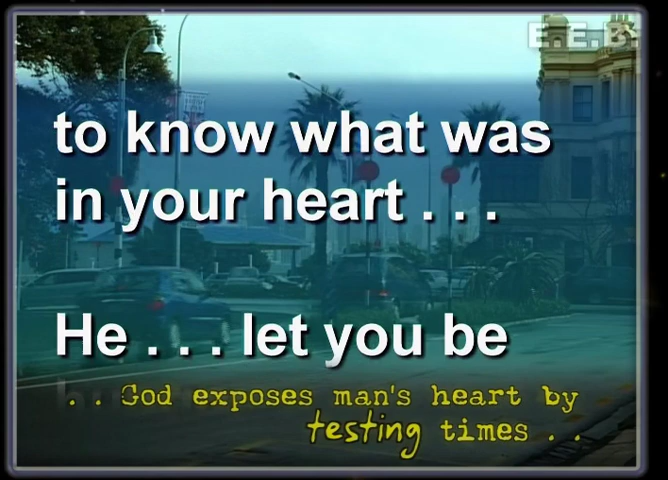 E.E.B.
to know what was
in your heart . . .
He . . . let you be
. . God exposes man's heart by
testing times . .